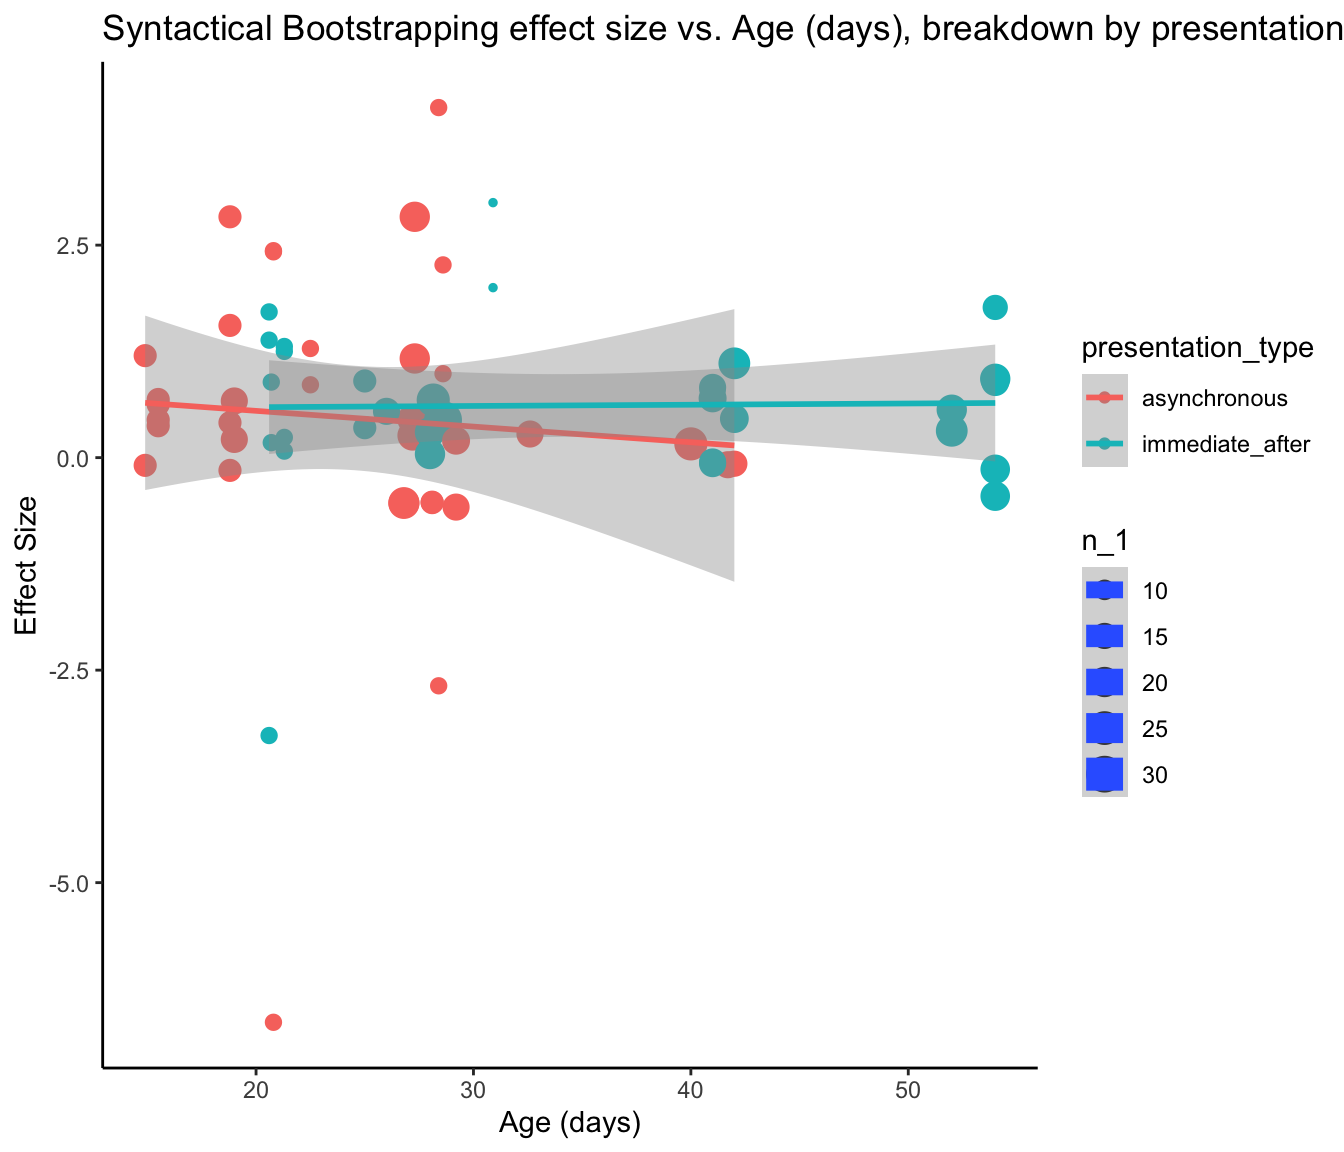 Syntactical Bootstrapping effect size vs. Age (days), breakdown by presentation
Effect Size
2.5
0.0
-2.5
-5.0
20
30
40
50
Age (days)
presentation_type
asynchronous
immediate_after
n_1
10
15
20
25
30